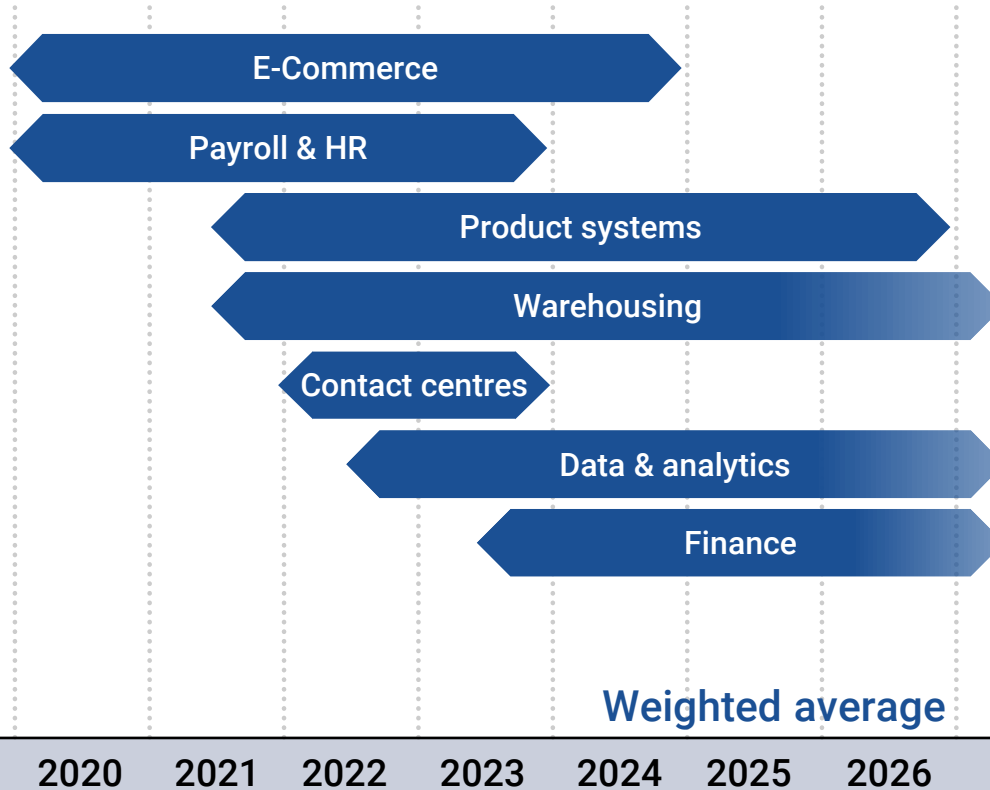 E-Commerce
Payroll & HR
Product systems
Warehousing
Contact centres
Data & analytics
Finance
Weighted average
2020 2021 2022 2023 2024 2025 2026